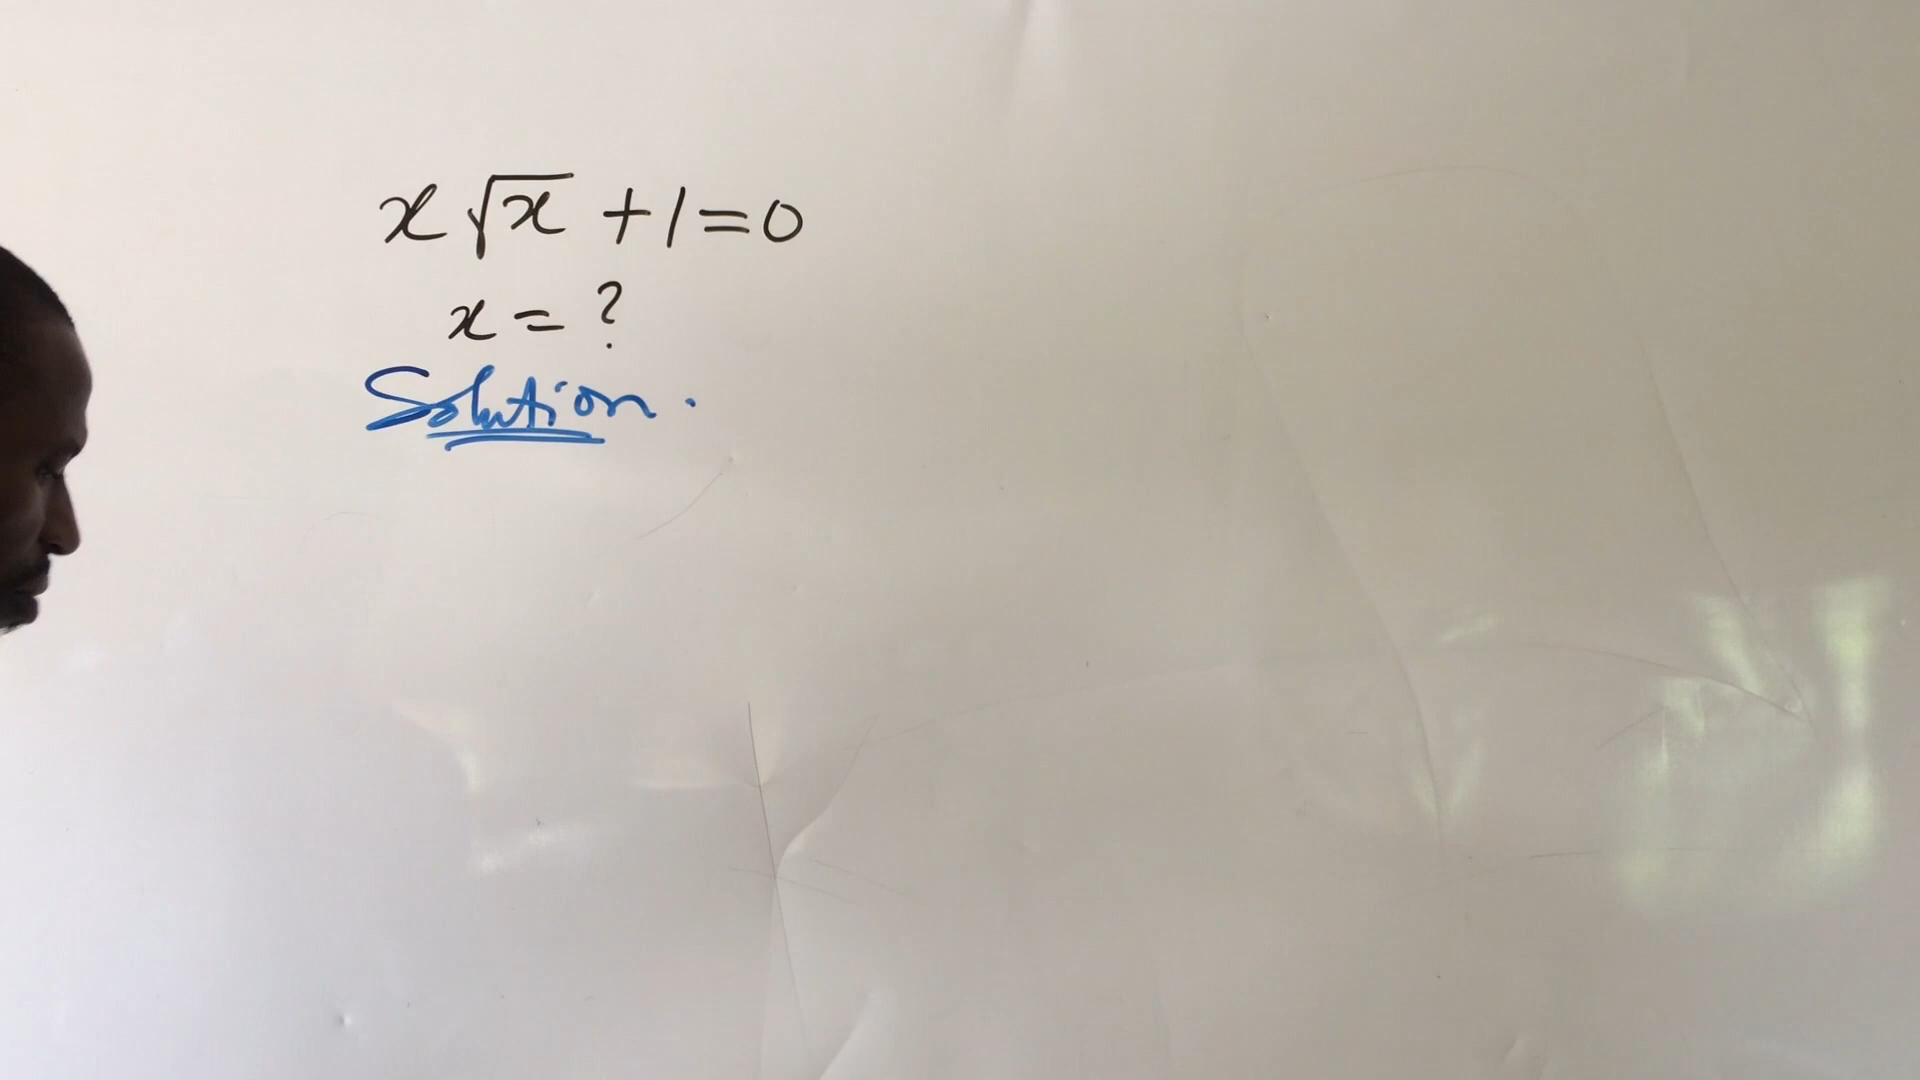 x√x + 1 = 0
x = ?
Solution.